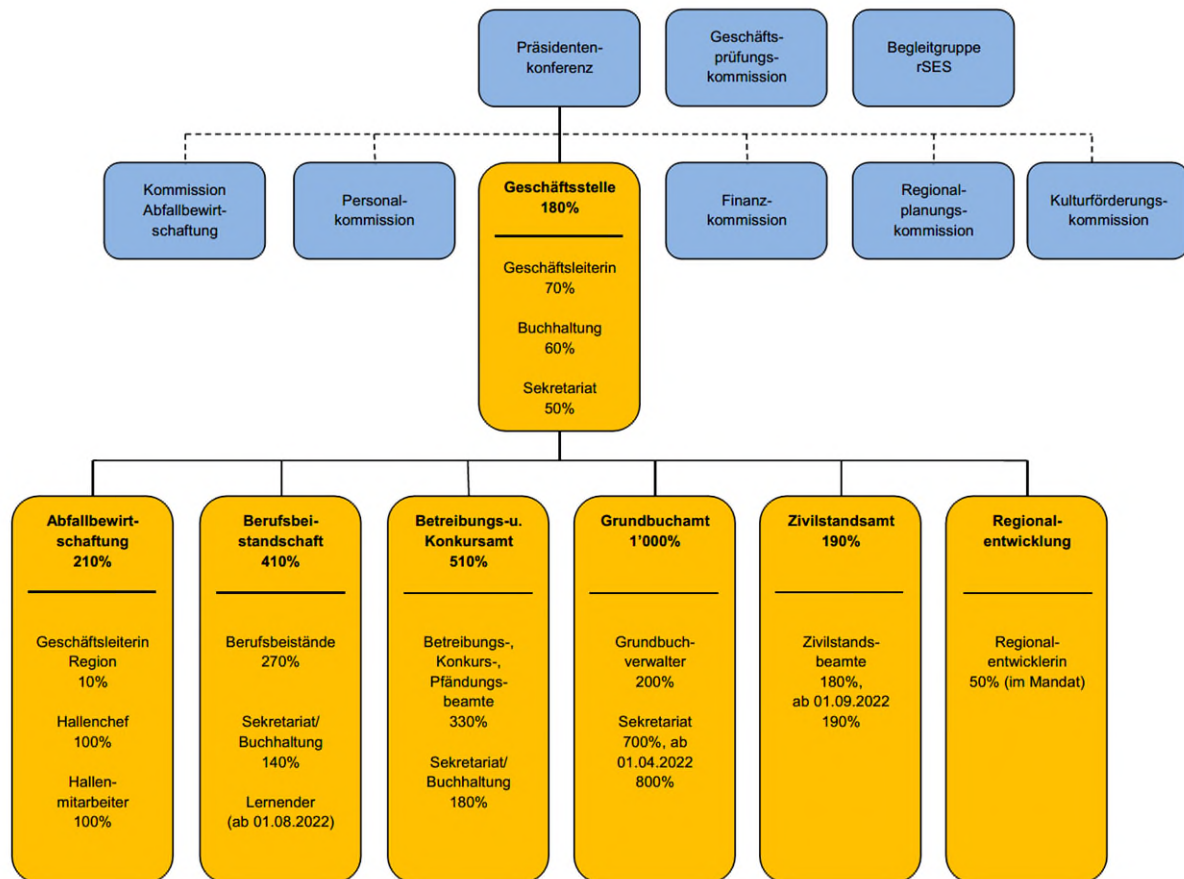 Präsidenten-
konferenz
Geschäfts-
prüfungs-
kommission
Begleitgruppe
rSES
Kommission
Abfallbewirt-
schaftung
Personal-
kommission
Geschäftsstelle
180%
Geschäftsleiterin
70%
Buchhaltung
60%
Sekretariat
50%
Finanz-
kommission
Regional-
planungs-
kommission
Kulturförderungs-
kommission
Abfallbewirt-
schaftung
210%
Geschäftsleiterin
Region
10%
Hallenchef
100%
Hallen-
mitarbeiter
100%
Berufsbei-
standschaft
410%
Berufsbeistände
270%
Sekretariat/
Buchhaltung
140%
Lernender
(ab 01.08.2022)
Betreibungs-u.
Konkursamt
510%
Betreibungs-,
Konkurs-,
Pfändungs-
beamte
330%
Sekretariat/
Buchhaltung
180%
Grundbuchamt
1'000%
Grundbuch-
verwalter
200%
Sekretariat
700%, ab
01.04.2022
800%
Zivilstandsamt
190%
Zivilstands-
beamte
180%,
ab 01.09.2022
190%
Regional-
entwicklung
Regional-
entwicklerin
50% (im Mandat)